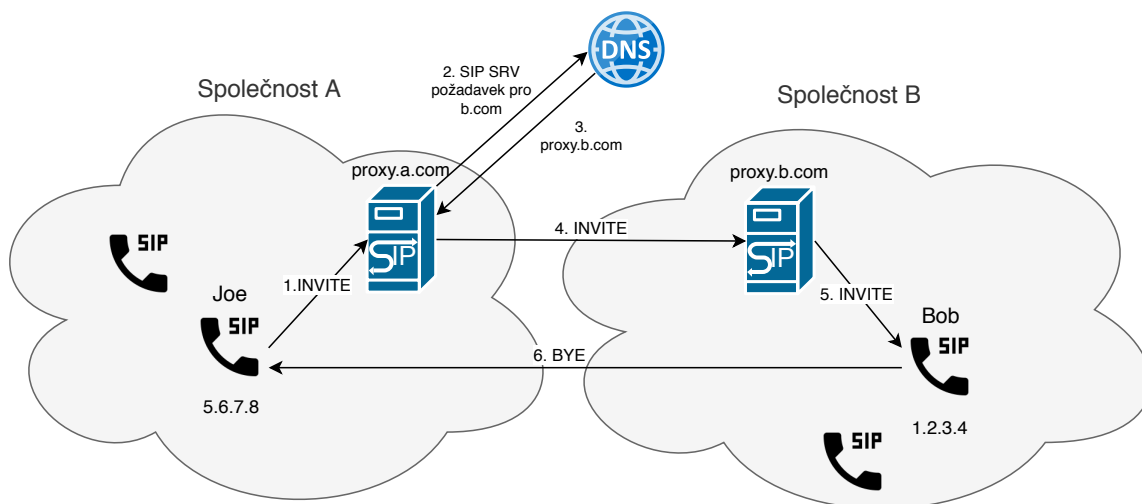 DNS
2. SIP SRV
požadavek pro
b.com
3.
proxy.b.com
Společnost A
Společnost B
proxy.a.com
SIP
proxy.b.com
SIP
SIP
1.INVITE
4. INVITE
5. INVITE
Joe
SIP
5.6.7.8
6. BYE
Bob
SIP
1.2.3.4
SIP